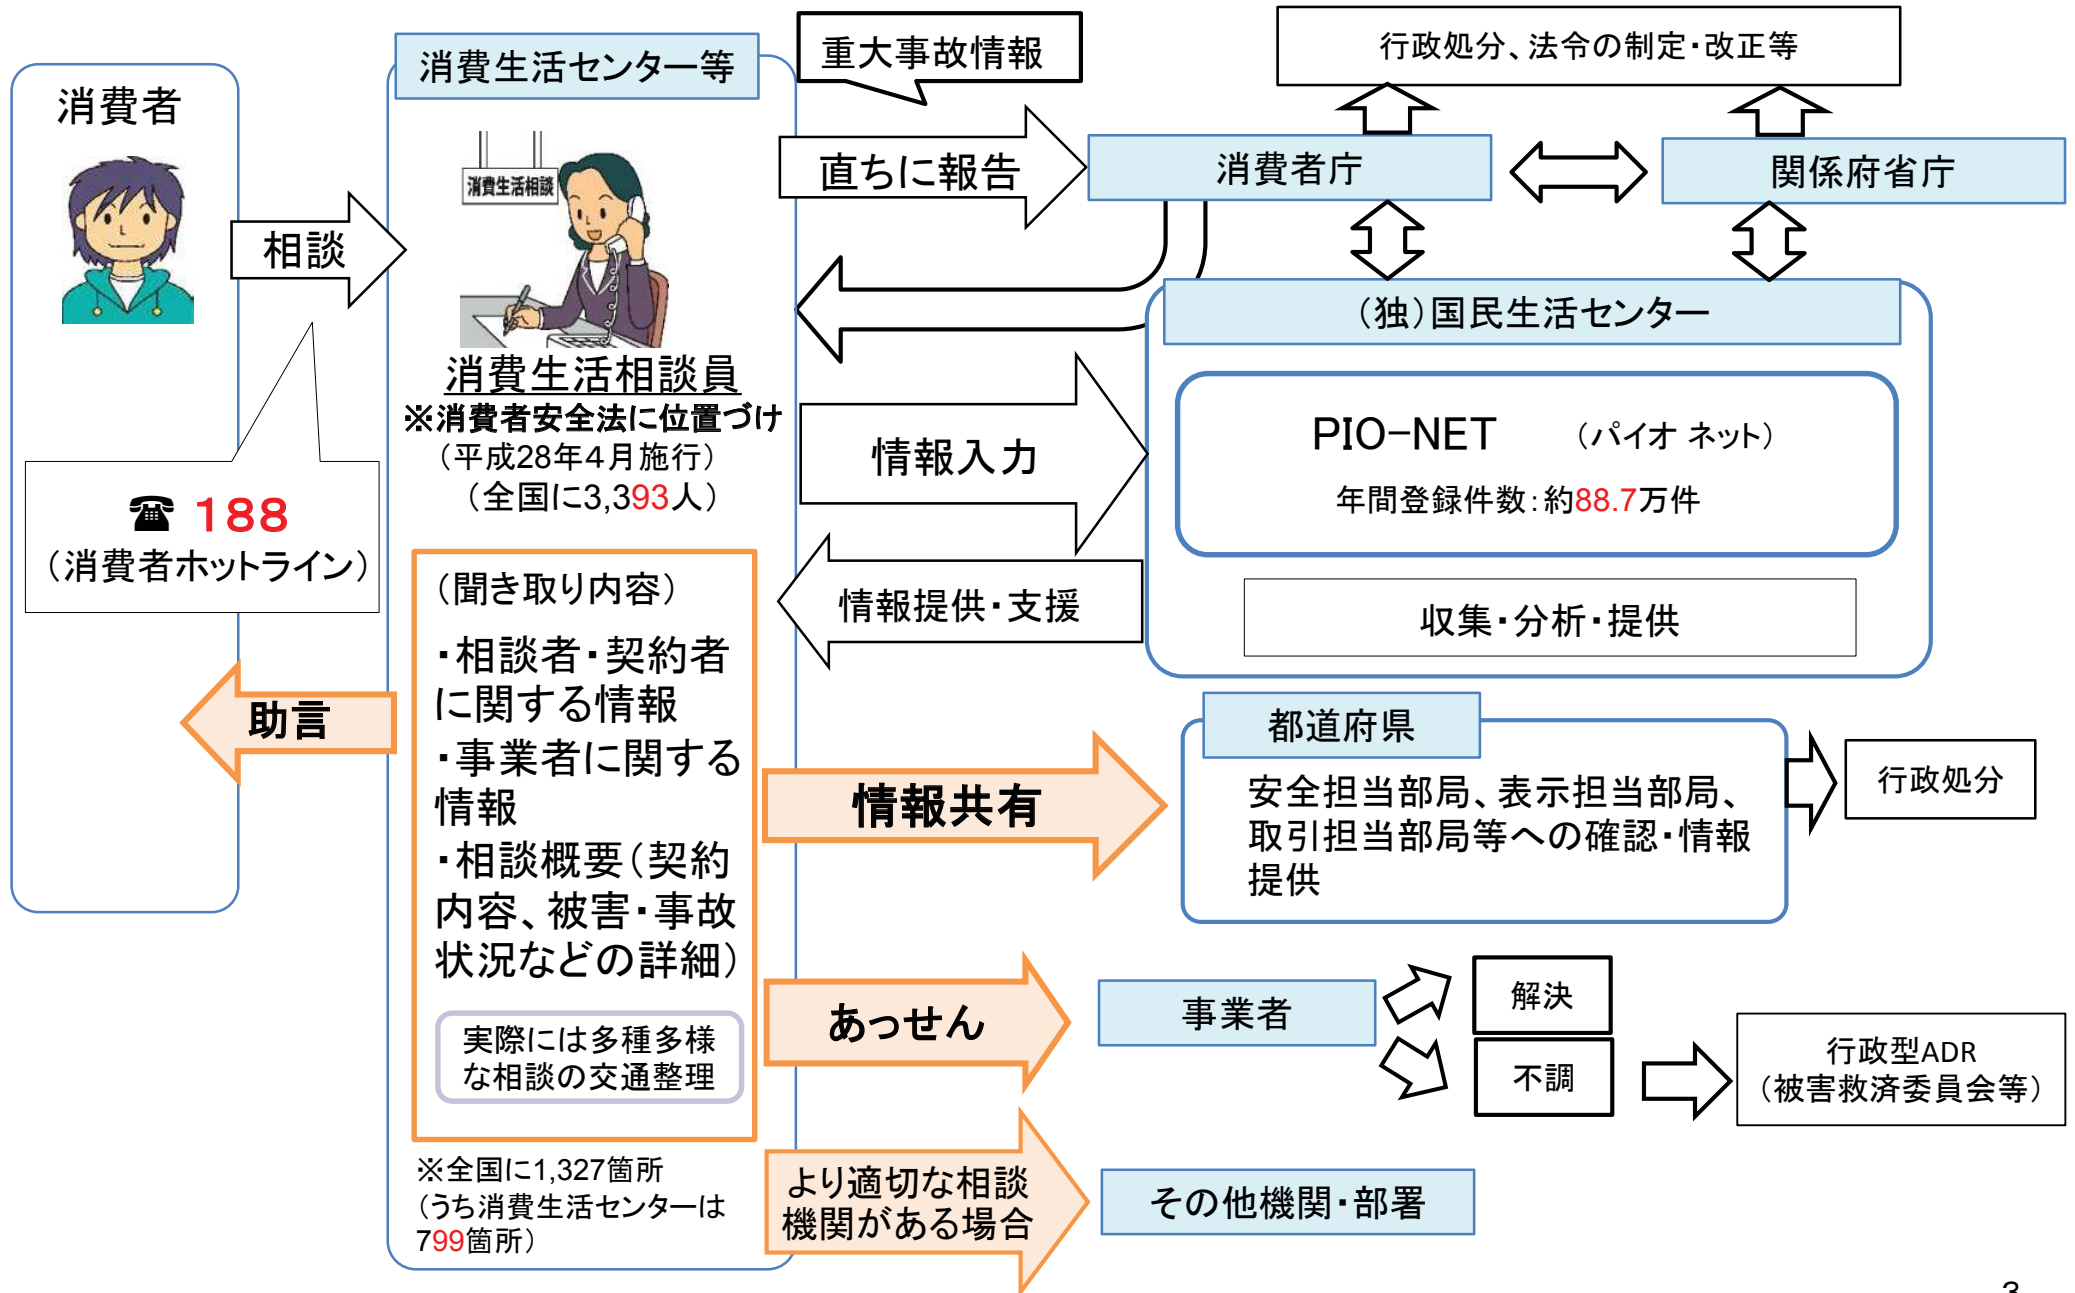 消費者
相談
☎ 188
（消費者ホットライン）
助言
消費生活センター等
消費生活相談
消費生活相談員
※消費者安全法に位置づけ
（平成28年４月施行）
（全国に3,393人）
（聞き取り内容）
・相談者・契約者
に関する情報
・事業者に関する
情報
・相談概要（契約
内容、被害・事故
状況などの詳細）
実際には多種多様
な相談の交通整理
※全国に1,327箇所
（うち消費生活センターは
799箇所）
重大事故情報
直ちに報告
行政処分、法令の制定・改正等
消費者庁
関係府省庁
（独）国民生活センター
情報入力
PIO-NET （パイオ ネット）
年間登録件数：約88.7万件
情報提供・支援
収集・分析・提供
情報共有
都道府県
安全担当部局、表示担当部局、
取引担当部局等への確認・情報
提供
行政処分
あっせん
事業者
解決
不調
行政型ADR
（被害救済委員会等）
より適切な相談
機関がある場合
その他機関・部署
3